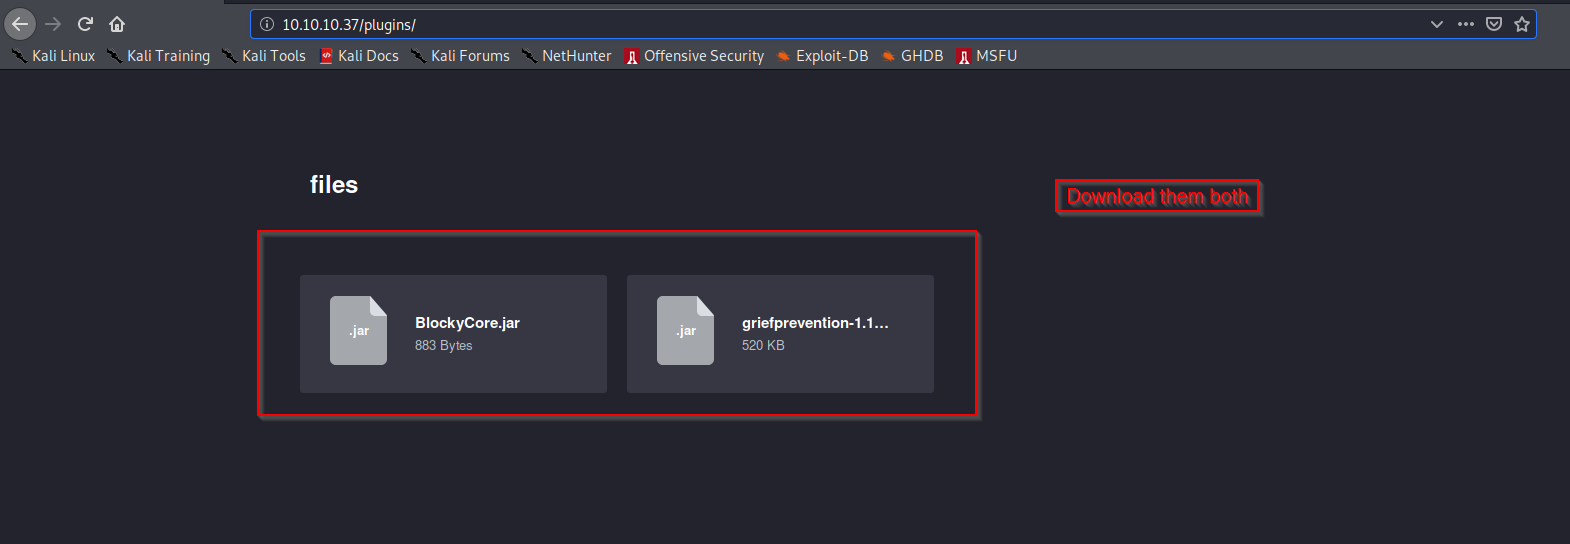 10.10.10.37/plugins/
Kali Linux Kali Training Kali Tools Kali Docs Kali Forums NetHunter Offensive Security Exploit-DB GHDB MSFU
files
Download them both
.jar
BlockyCore.jar
883 Bytes
.jar
griefprevention-1.1...
520 KB